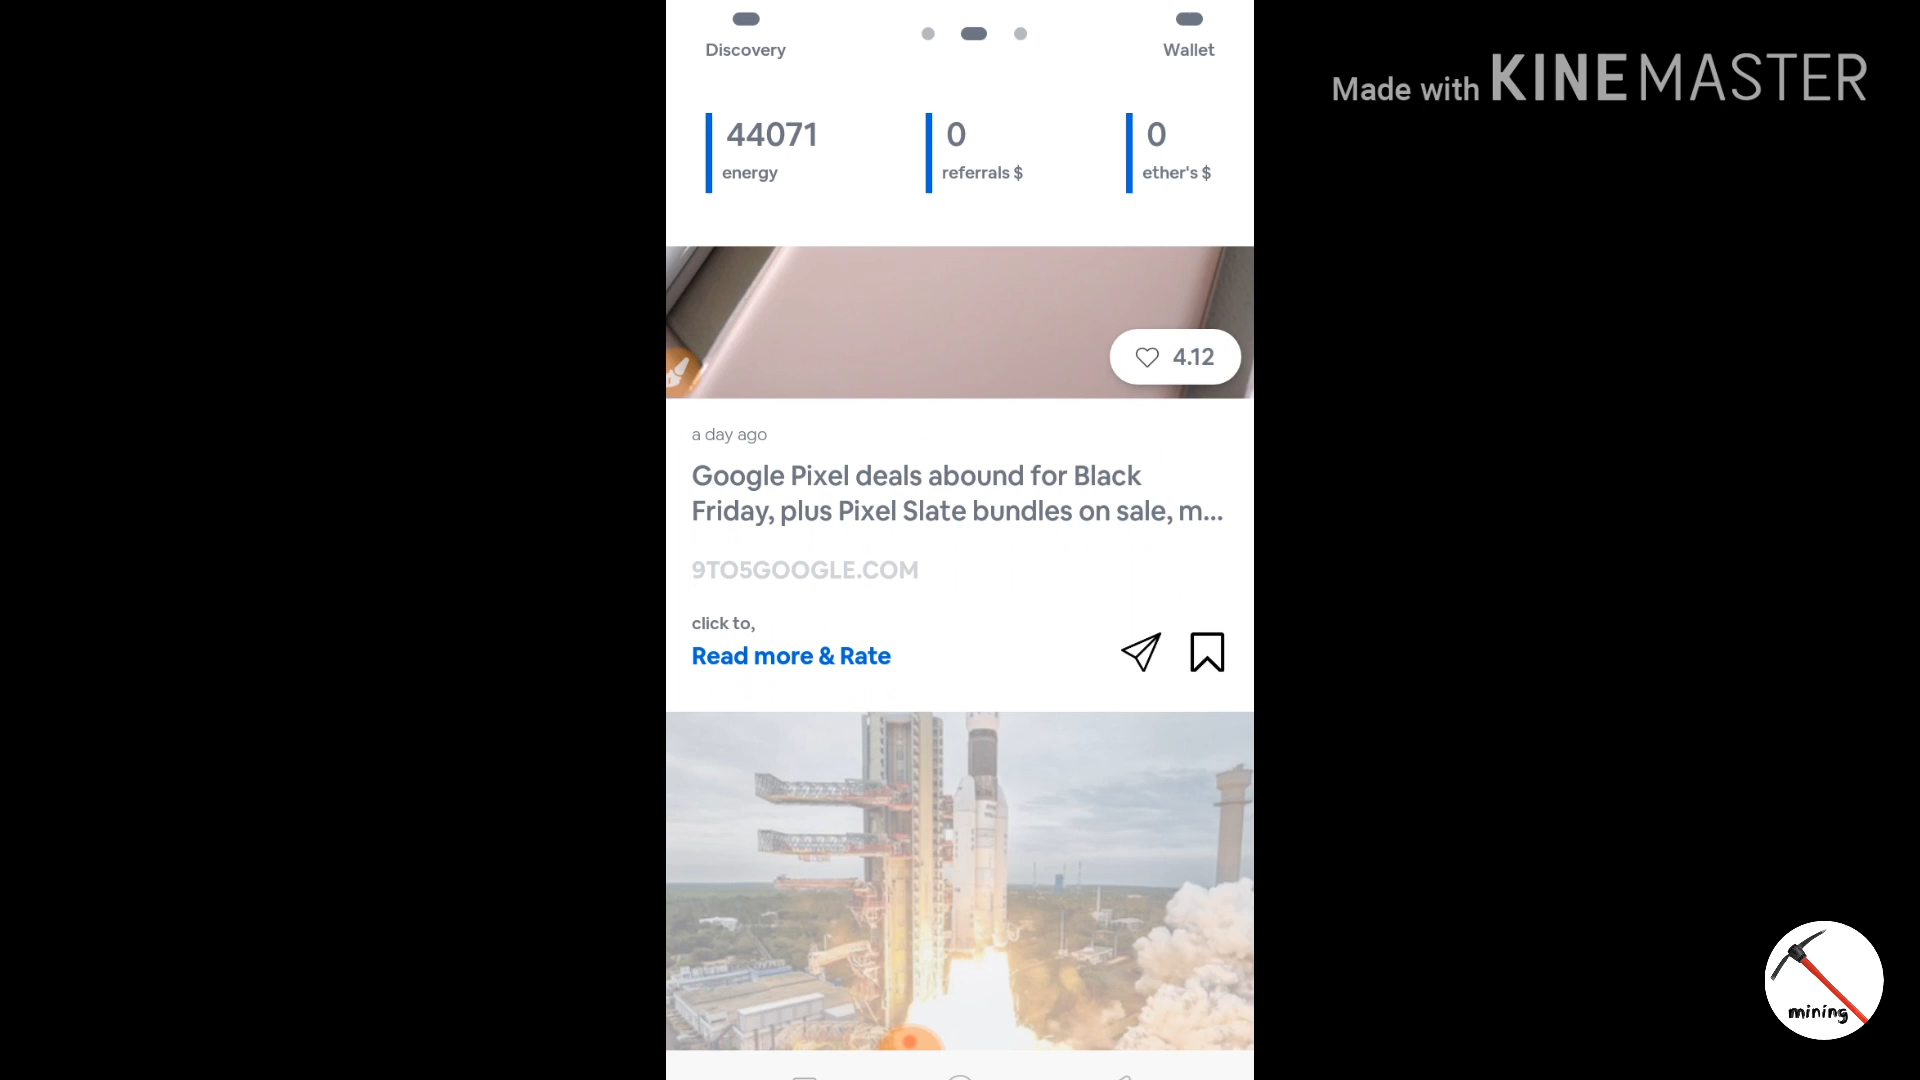 Discovery
Wallet
Made with KINEMASTER
44071
energy
0
referrals $
0
ether's $
4.12
a day ago
Google Pixel deals abound for Black
Friday, plus Pixel Slate bundles on sale, m...
9TO5GOOGLE.COM
click to,
Read more & Rate
mining